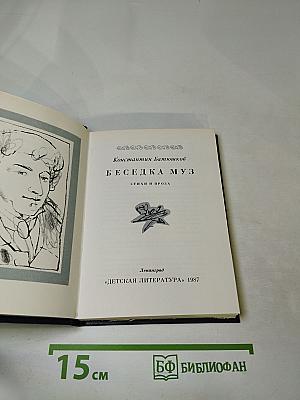 Константин Батюшков
БЕСЕДКА МУЗ
СТИХИ И ПРОЗА
Ленинград
«ДЕТСКАЯ ЛИТЕРАТУРА» 1987
15 см
БФ БИБЛИОФАН